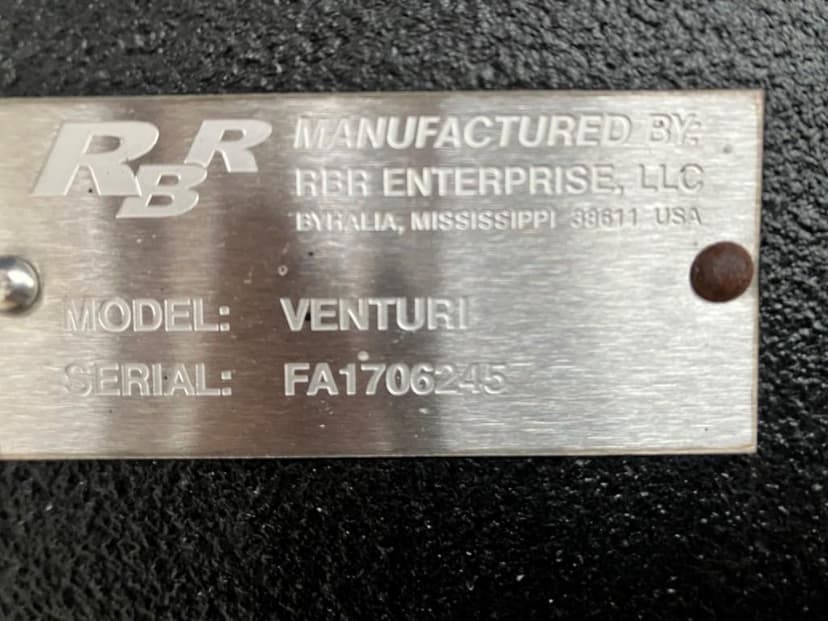 RBR
MANUFACTURED BY:
RBR ENTERPRISE, LLC
BYHALIA, MISSISSIPPI 38611 USA
MODEL: VENTURI
SERIAL: FA1706245